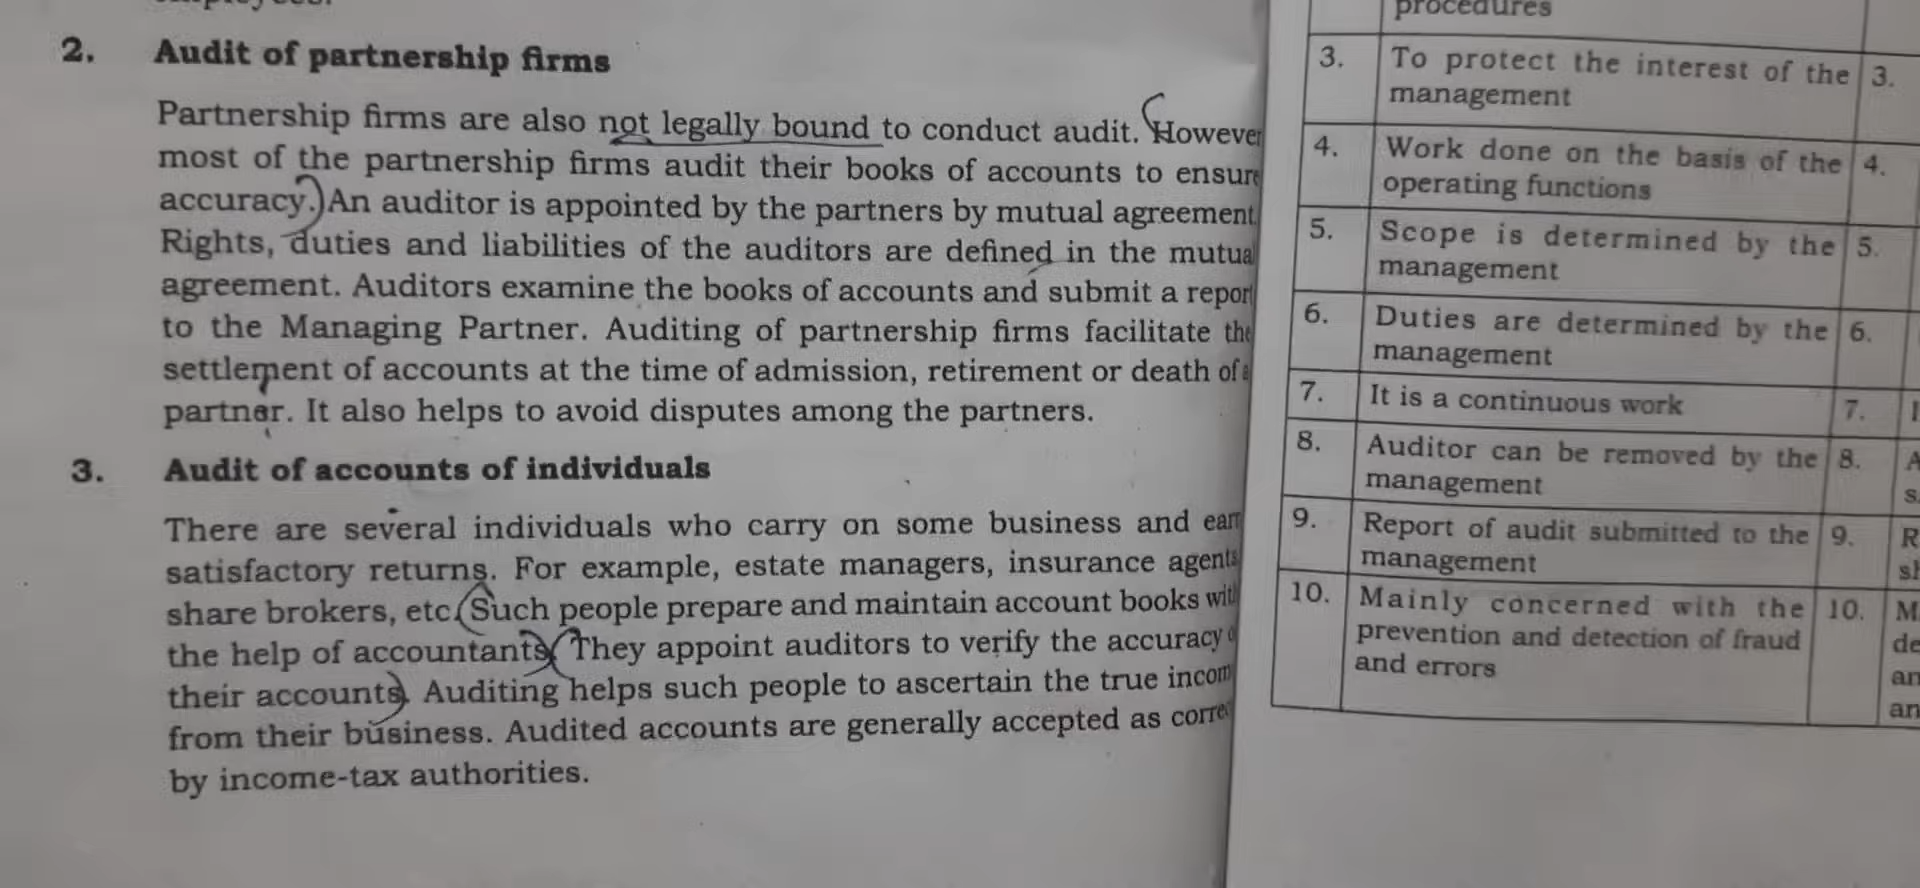 2. Audit of partnership firms
Partnership firms are also not legally bound to conduct audit. However
most of the partnership firms audit their books of accounts to ensure
accuracy. An auditor is appointed by the partners by mutual agreement.
Rights, duties and liabilities of the auditors are defined in the mutua
agreement. Auditors examine the books of accounts and submit a report
to the Managing Partner. Auditing of partnership firms facilitate the
settlement of accounts at the time of admission, retirement or death of a
partner. It also helps to avoid disputes among the partners.
3. Audit of accounts of individuals
There are several individuals who carry on some business and earn
satisfactory returns. For example, estate managers, insurance agents
share brokers, etc. Such people prepare and maintain account books with
the help of accountants. They appoint auditors to verify the accuracy o
their accounts. Auditing helps such people to ascertain the true incom
from their business. Audited accounts are generally accepted as correc
by income-tax authorities.
procedures
3. To protect the interest of the 3.
management
4. Work done on the basis of the 4.
operating functions
5. Scope is determined by the 5.
management
6. Duties are determined by the 6.
management
7. It is a continuous work 7.
8. Auditor can be removed by the 8. A
management s
9. Report of audit submitted to the 9. R
management sh
10. Mainly concerned with the 10. M
prevention and detection of fraud de
and errors an
an